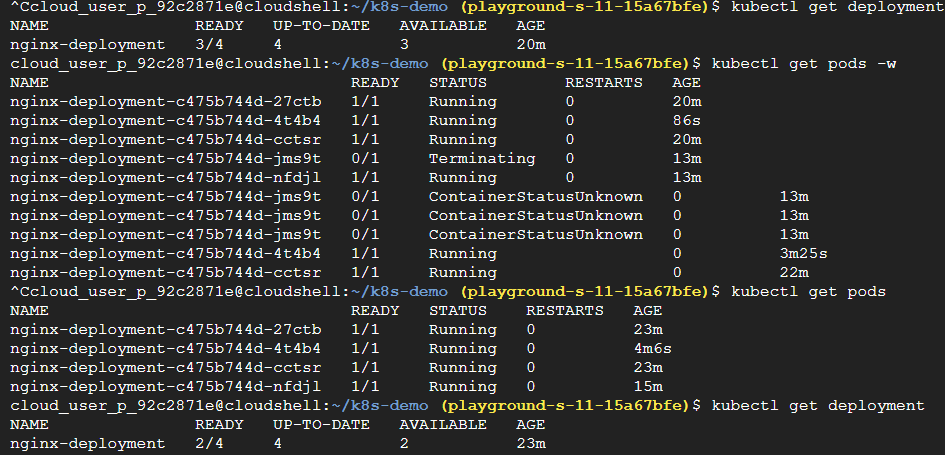 ^Ccloud_user_p_92c2871e@cloudshell:~/k8s-demo (playground-s-11-15a67bfe)$ kubectl get deployment
NAME               READY   UP-TO-DATE   AVAILABLE   AGE
nginx-deployment   3/4     4            3           20m
cloud_user_p_92c2871e@cloudshell:~/k8s-demo (playground-s-11-15a67bfe)$ kubectl get pods -w
NAME                               READY   STATUS    RESTARTS   AGE
nginx-deployment-c475b744d-27ctb   1/1     Running       0          20m
nginx-deployment-c475b744d-4t4b4   1/1     Running       0          86s
nginx-deployment-c475b744d-cctsr   1/1     Running       0          20m
nginx-deployment-c475b744d-jms9t   0/1     Terminating   0          13m
nginx-deployment-c475b744d-nfdjl   1/1     Running       0          13m
nginx-deployment-c475b744d-jms9t   0/1     ContainerStatusUnknown   0          13m
nginx-deployment-c475b744d-jms9t   0/1     ContainerStatusUnknown   0          13m
nginx-deployment-c475b744d-jms9t   0/1     ContainerStatusUnknown   0          13m
nginx-deployment-c475b744d-4t4b4   1/1     Running                  0          3m25s
nginx-deployment-c475b744d-cctsr   1/1     Running                  0          22m
^Ccloud_user_p_92c2871e@cloudshell:~/k8s-demo (playground-s-11-15a67bfe)$ kubectl get pods
NAME                               READY   STATUS    RESTARTS   AGE
nginx-deployment-c475b744d-27ctb   1/1     Running   0          23m
nginx-deployment-c475b744d-4t4b4   1/1     Running   0          4m6s
nginx-deployment-c475b744d-cctsr   1/1     Running   0          23m
nginx-deployment-c475b744d-nfdjl   1/1     Running   0          15m
cloud_user_p_92c2871e@cloudshell:~/k8s-demo (playground-s-11-15a67bfe)$ kubectl get deployment
NAME               READY   UP-TO-DATE   AVAILABLE   AGE
nginx-deployment   2/4     4            2           23m